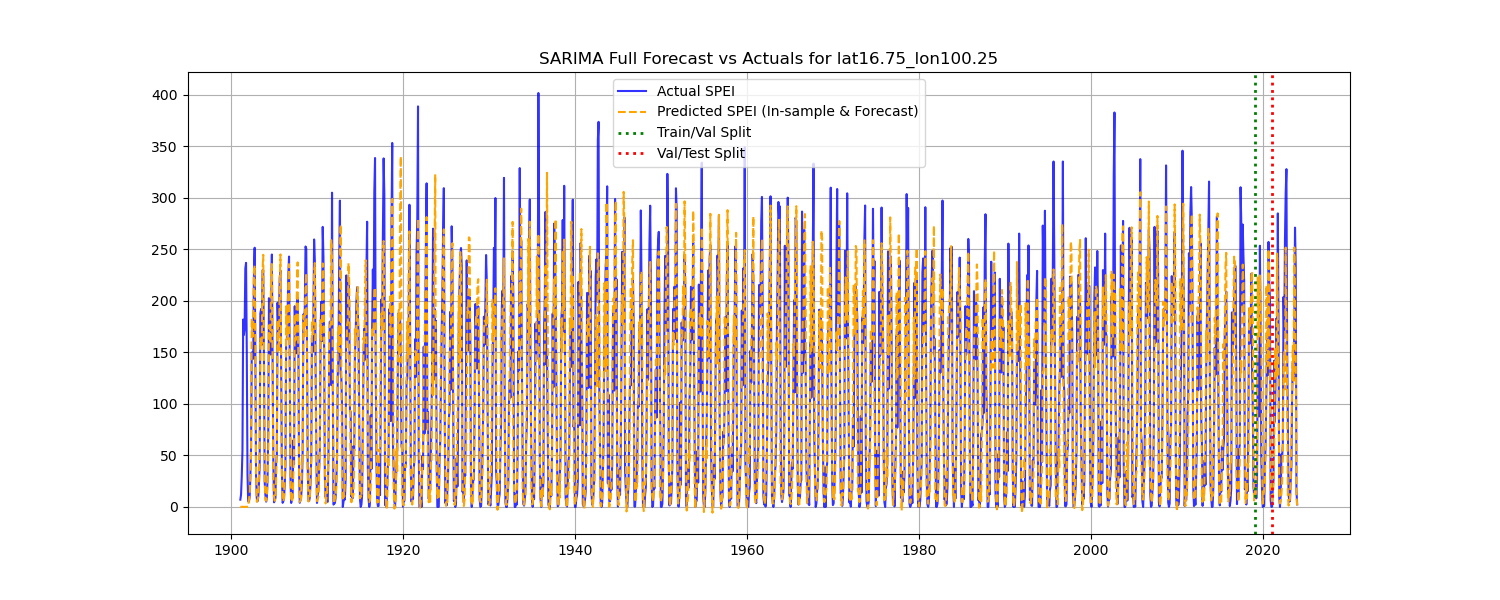 SARIMA Full Forecast vs Actuals for lat16.75_lon100.25
Actual SPEI
Predicted SPEI (In-sample & Forecast)
Train/Val Split
Val/Test Split
400
350
300
250
200
150
100
50
0
1900 1920 1940 1960 1980 2000 2020